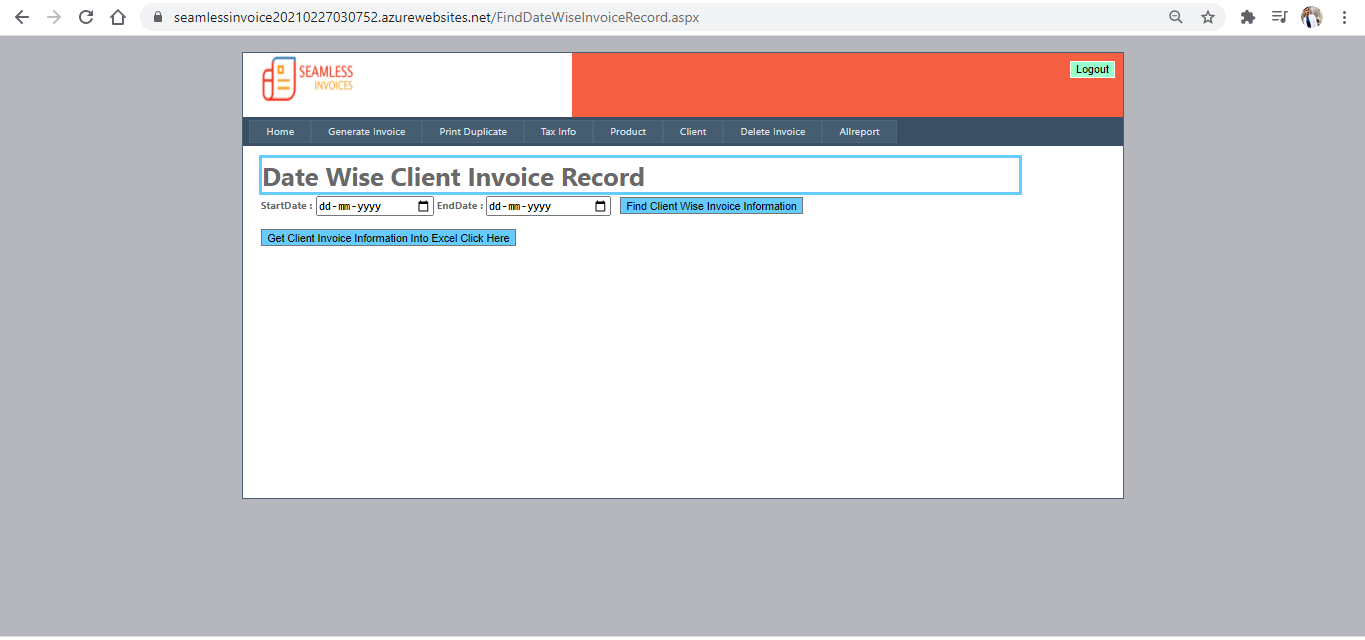 seamlessinvoice20210227030752.azurewebsites.net/FindDateWiseInvoiceRecord.aspx
SEAMLESS
INVOICES
Logout
Home Generate Invoice Print Duplicate Tax Info Product Client Delete Invoice Allreport
Date Wise Client Invoice Record
StartDate : dd-mm-yyyy EndDate : dd-mm-yyyy Find Client Wise Invoice Information
Get Client Invoice Information Into Excel Click Here